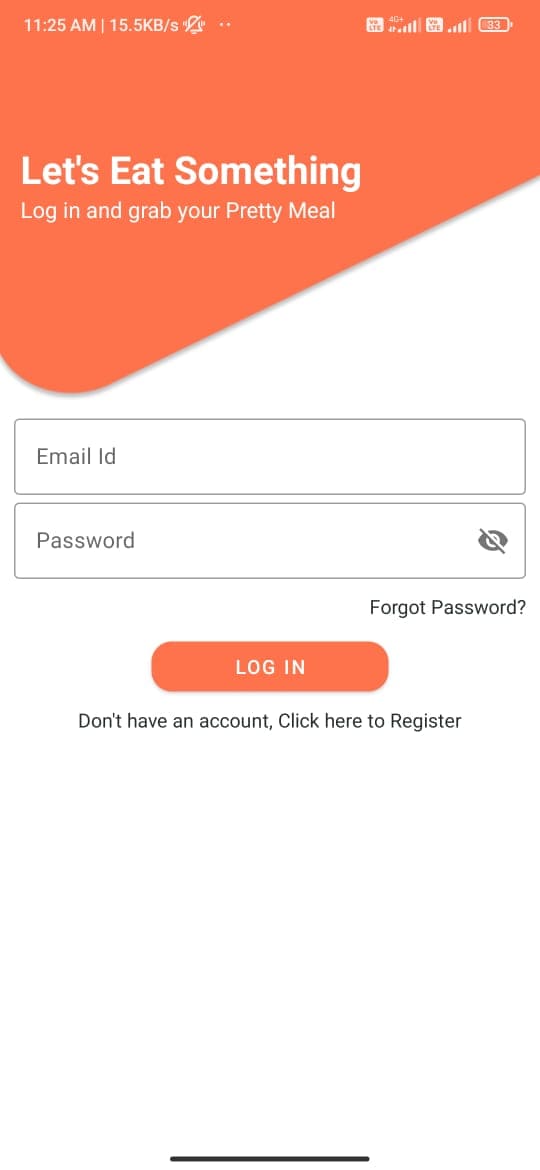 11:25 AM | 15.5KB/s
Vo LTE 4G+ Vo LTE 33
Let's Eat Something
Log in and grab your Pretty Meal
Email Id
Password
Forgot Password?
LOG IN
Don't have an account, Click here to Register